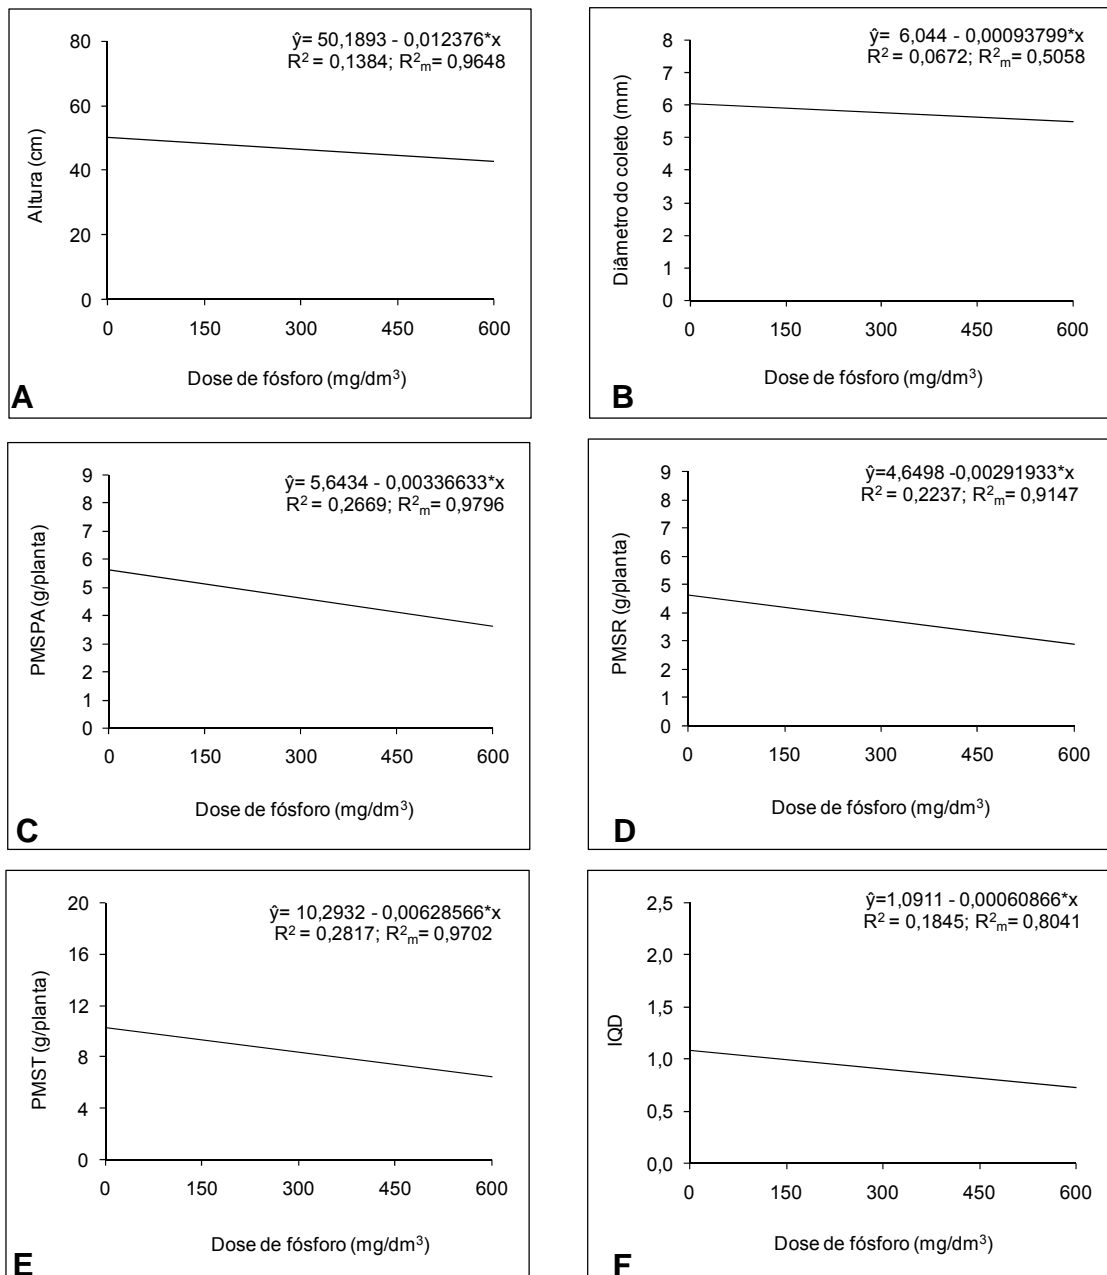 ŷ= 50,1893 - 0,012376*x
R² = 0,1384; R²ₘ= 0,9648
80
60
40
20
0
Altura (cm)
0 150 300 450 600
Dose de fósforo (mg/dm³)
A
ŷ= 6,044 - 0,00093799*x
R² = 0,0672; R²ₘ= 0,5058
8
7
6
5
4
3
2
1
0
Diâmetro do coleto (mm)
0 150 300 450 600
Dose de fósforo (mg/dm³)
B
ŷ= 5,6434 - 0,00336633*x
R² = 0,2669; R²ₘ= 0,9796
9
8
7
6
5
4
3
2
1
0
PMSPA (g/planta)
0 150 300 450 600
Dose de fósforo (mg/dm³)
C
ŷ=4,6498 -0,00291933*x
R² = 0,2237; R²ₘ= 0,9147
9
8
7
6
5
4
3
2
1
0
PMSR (g/planta)
0 150 300 450 600
Dose de fósforo (mg/dm³)
D
ŷ= 10,2932 - 0,00628566*x
R² = 0,2817; R²ₘ= 0,9702
20
16
12
8
4
0
PMST (g/planta)
0 150 300 450 600
Dose de fósforo (mg/dm³)
E
ŷ=1,0911 - 0,00060866*x
R² = 0,1845; R²ₘ= 0,8041
2,5
2,0
1,5
1,0
0,5
0,0
IQD
0 150 300 450 600
Dose de fósforo (mg/dm³)
F